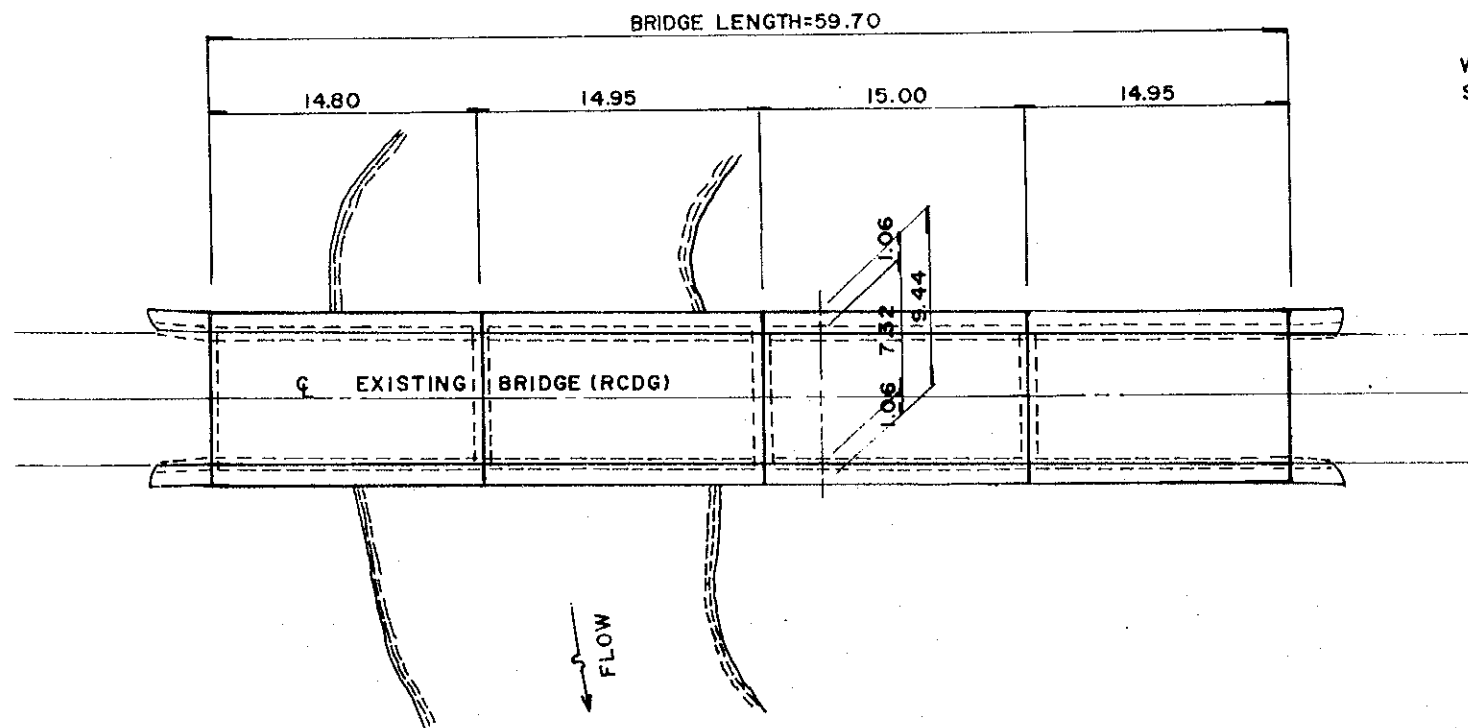 BRIDGE LENGTH=59.70
14.80 14.95 15.00 14.95
1.06
7.32
9.44
1.06
℄ EXISTING BRIDGE (RCDG)
FLOW